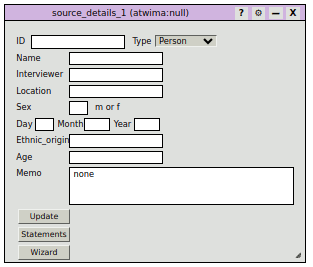 source_details_1 (atwima:null) ? ⚙ – X
ID Type Person
Name
Interviewer
Location
Sex m or f
Day Month Year
Ethnic_origin
Age
Memo none
Update
Statements
Wizard